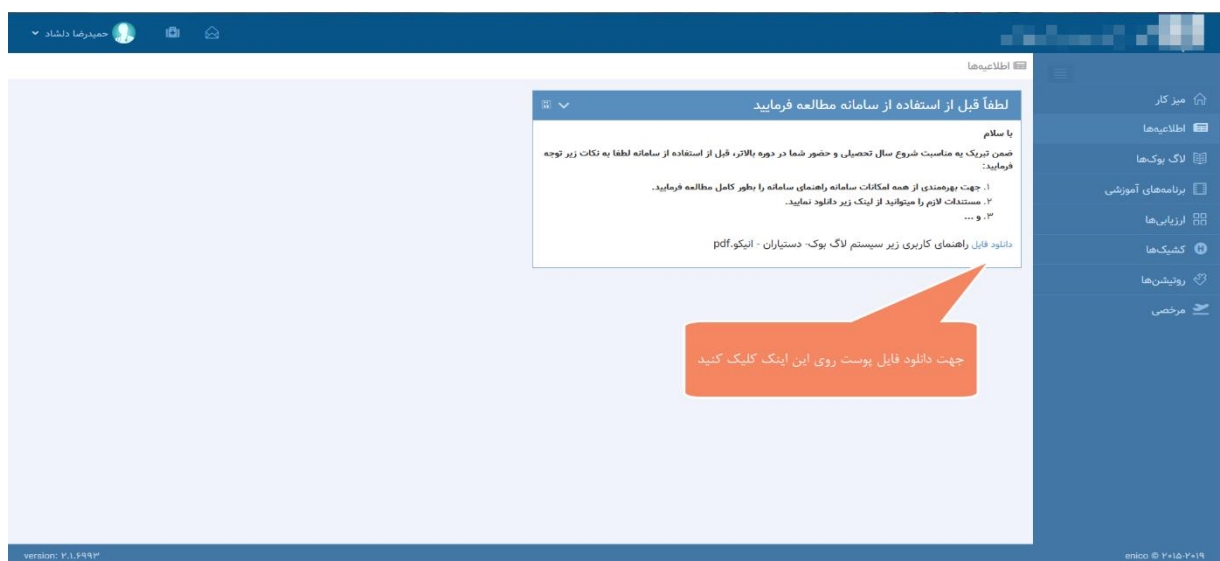 حمیدرضا دلشاد
اطلاعیه‌ها
میز کار
اطلاعیه‌ها
لاگ بوک‌ها
برنامه‌های آموزشی
ارزیابی‌ها
کشیک‌ها
روتیشن‌ها
مرخصی
لطفاً قبل از استفاده از سامانه مطالعه فرمایید
با سلام
ضمن تبریک به مناسبت شروع سال تحصیلی و حضور شما در دوره بالاتر، قبل از استفاده از سامانه لطفا به نکات زیر توجه
فرمایید:
۱. جهت بهره‌مندی از همه امکانات سامانه راهنمای سامانه را بطور کامل مطالعه فرمایید.
۲. مستندات لازم را میتوانید از لینک زیر دانلود نمایید.
۳. و ...
دانلود فایل راهنمای کاربری زیر سیستم لاگ بوک- دستیاران - انیکو.pdf
جهت دانلود فایل پوست روی این اینک کلیک کنید
version: ۲.۱.۶۹۹۳
enico © ۲۰۱۵-۲۰۱۹